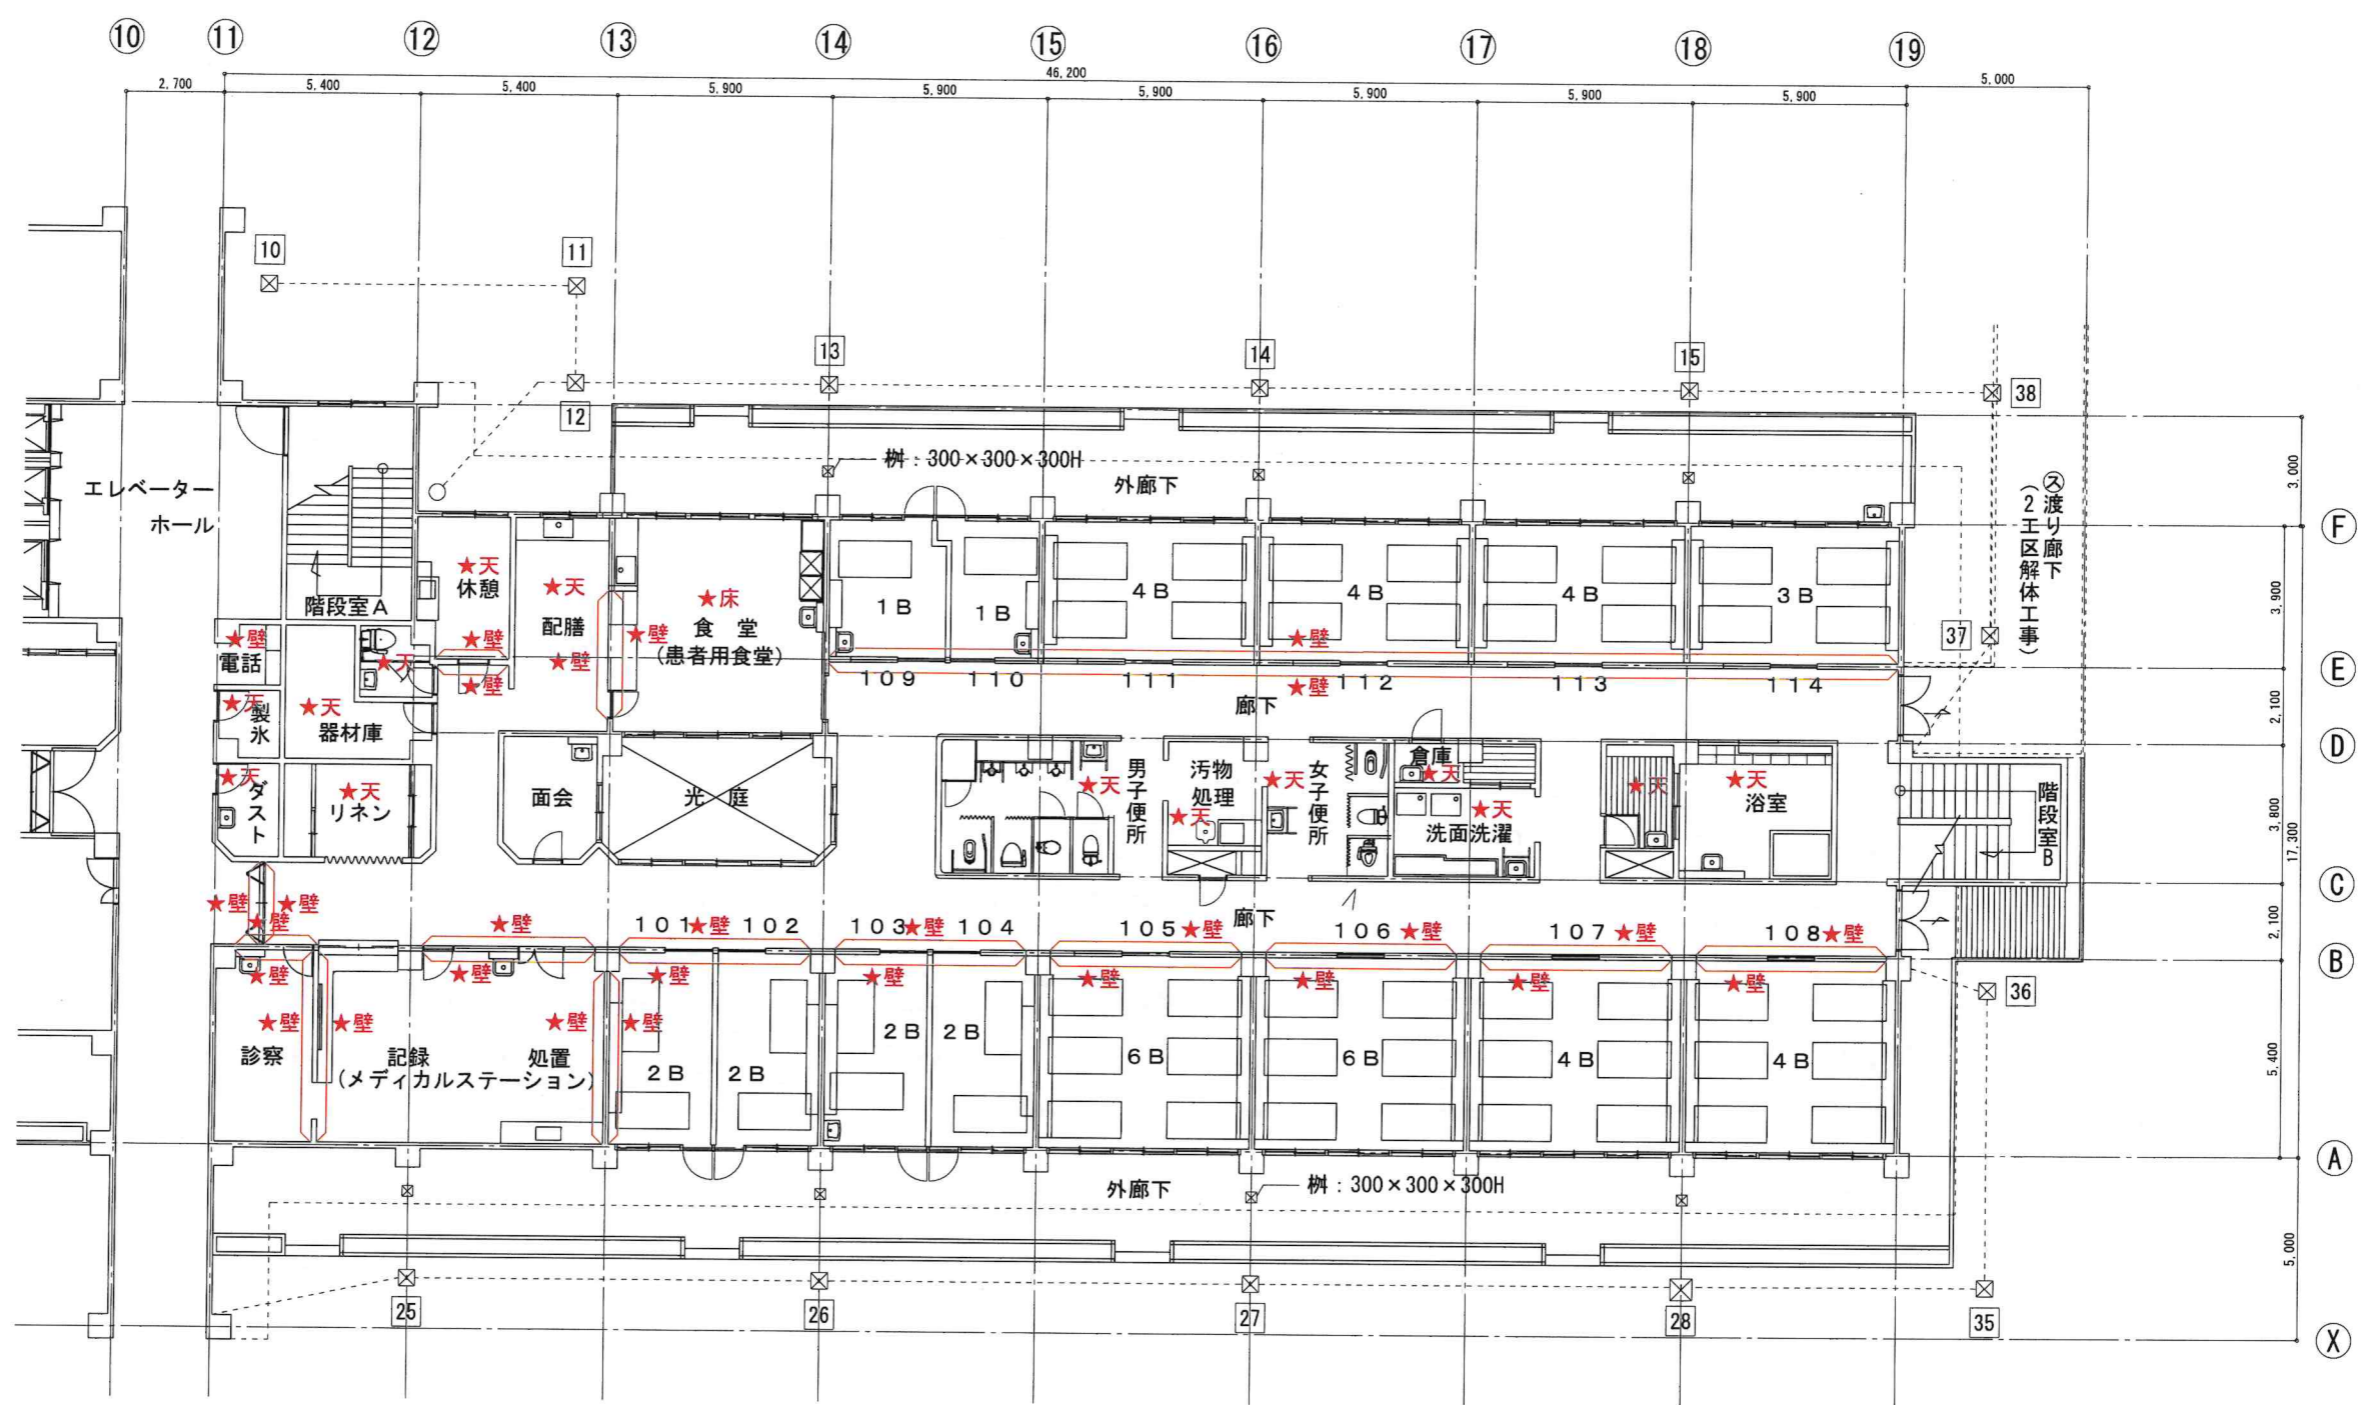 ⑩ ⑪ ⑫ ⑬ ⑭ ⑮ ⑯ ⑰ ⑱ ⑲
46,200
2,700 5,400 5,400 5,900 5,900 5,900 5,900 5,900 5,900 5,000
10 11
12 13 14 15 38
桝：300×300×300H
外廊下
3,000
エレベーター
ホール
㋜渡り廊下
（２工区解体工事）
Ⓕ
★天
休憩
★天
配膳
★床
食 堂
（患者用食堂）
階段室Ａ
１Ｂ １Ｂ ４Ｂ ４Ｂ ４Ｂ ３Ｂ
3,900
★壁
電話
★天
★壁
★壁
★壁
★壁
★壁
37
Ⓔ
１０９ １１０ １１１ １１２ １１３ １１４
★壁
廊下
2,100
★天
製氷
★天
器材庫
Ⓓ
★天
ダスト
★天
リネン
面会
光 庭
★天
男子便所
汚物
処理
★天
★天
女子便所
倉庫
★天
★天
洗面洗濯
★天
★天
浴室
階段室Ｂ
3,800
17,300
Ⓒ
★壁
★壁
★壁
★壁
１０１★壁 １０２ １０３★壁 １０４ １０５★壁 １０６★壁 １０７★壁 １０８★壁
廊下
2,100
Ⓑ
★壁 ★壁 ★壁 ★壁 ★壁 ★壁 ★壁 ★壁
36
★壁 ★壁 ★壁 ★壁
診察
記録 処置
（メディカルステーション）
２Ｂ ２Ｂ ２Ｂ ２Ｂ ６Ｂ ６Ｂ ４Ｂ ４Ｂ
5,400
Ⓐ
外廊下
桝：300×300×300H
5,000
25 26 27 28 35
Ⓧ